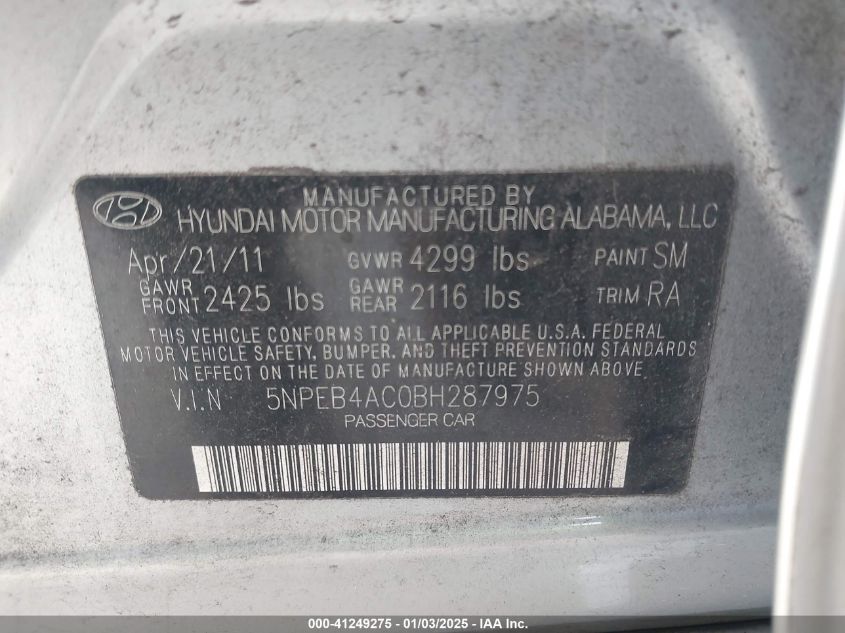 MANUFACTURED BY
HYUNDAI MOTOR MANUFACTURING ALABAMA, LLC
Apr/21/11 GVWR 4299 lbs PAINT SM
GAWR FRONT 2425 lbs GAWR REAR 2116 lbs TRIM RA
THIS VEHICLE CONFORMS TO ALL APPLICABLE U.S.A. FEDERAL
MOTOR VEHICLE SAFETY, BUMPER, AND THEFT PREVENTION STANDARDS
IN EFFECT ON THE DATE OF MANUFACTURE SHOWN ABOVE.
V.I.N 5NPEB4AC0BH287975
PASSENGER CAR
000-41249275 - 01/03/2025 - IAA Inc.